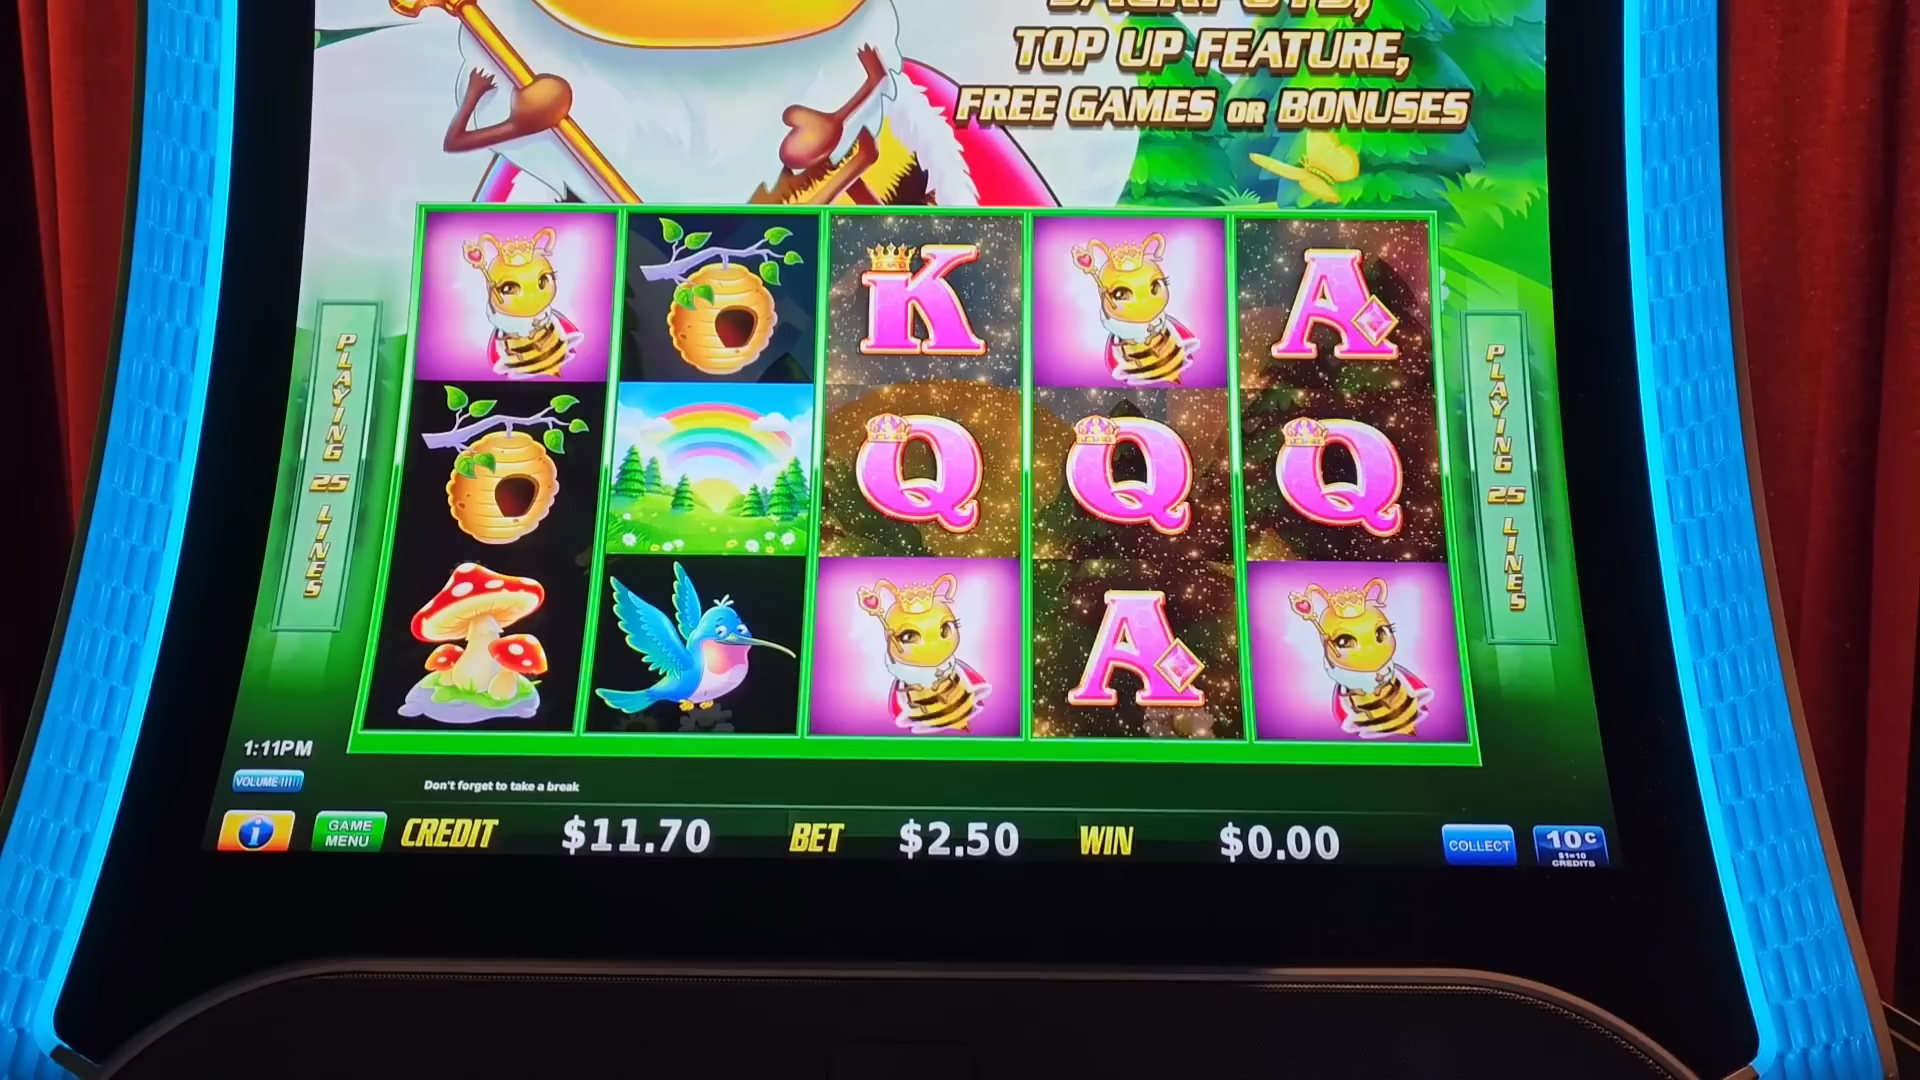 JACKPOTS,
TOP UP FEATURE,
FREE GAMES OR BONUSES
PLAYING 25 LINES
K
A
Q
Q
Q
A
PLAYING 25 LINES
1:11PM
VOLUME
Don't forget to take a break
i
GAME MENU
CREDIT $11.70
BET $2.50
WIN $0.00
COLLECT
10¢
$1=10
CREDITS